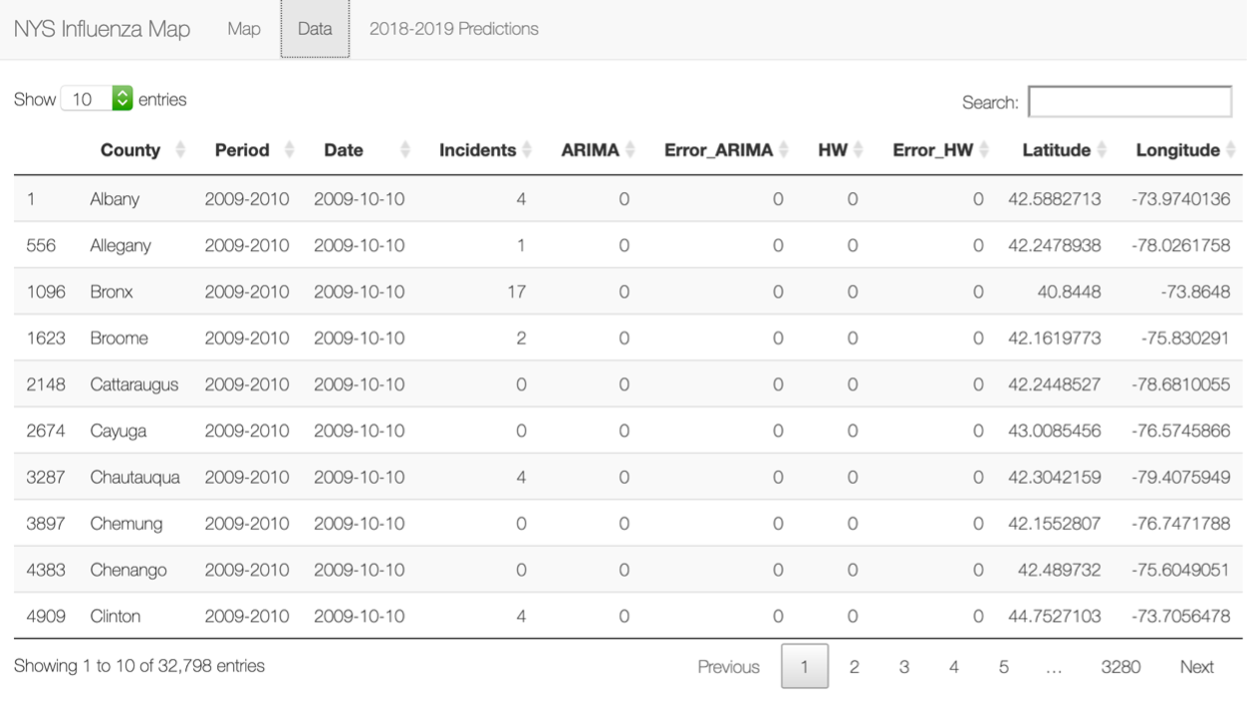 NYS Influenza Map Map Data 2018-2019 Predictions
Show 10 entries Search:
County Period Date Incidents ARIMA Error_ARIMA HW Error_HW Latitude Longitude
1 Albany 2009-2010 2009-10-10 4 0 0 0 0 42.5882713 -73.9740136
556 Allegany 2009-2010 2009-10-10 1 0 0 0 0 42.2478938 -78.0261758
1096 Bronx 2009-2010 2009-10-10 17 0 0 0 0 40.8448 -73.8648
1623 Broome 2009-2010 2009-10-10 2 0 0 0 0 42.1619773 -75.830291
2148 Cattaraugus 2009-2010 2009-10-10 0 0 0 0 0 42.2448527 -78.6810055
2674 Cayuga 2009-2010 2009-10-10 0 0 0 0 0 43.0085456 -76.5745866
3287 Chautauqua 2009-2010 2009-10-10 4 0 0 0 0 42.3042159 -79.4075949
3897 Chemung 2009-2010 2009-10-10 0 0 0 0 0 42.1552807 -76.7471788
4383 Chenango 2009-2010 2009-10-10 0 0 0 0 0 42.489732 -75.6049051
4909 Clinton 2009-2010 2009-10-10 4 0 0 0 0 44.7527103 -73.7056478
Showing 1 to 10 of 32,798 entries Previous 1 2 3 4 5 ... 3280 Next